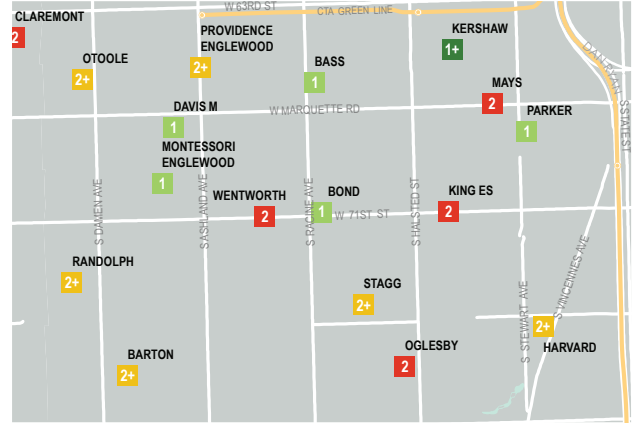 W 63RD ST
CTA GREEN LINE
CLAREMONT
2
OTOOLE
2+
PROVIDENCE
ENGLEWOOD
2+
BASS
1
KERSHAW
1+
MAYS
2
PARKER
1
DAN RYAN
S STATE ST
DAVIS M
1
W MARQUETTE RD
MONTESSORI
ENGLEWOOD
1
WENTWORTH
2
BOND
1
W 71ST ST
KING ES
2
S DAMEN AVE
S ASHLAND AVE
S RACINE AVE
S HALSTED ST
RANDOLPH
2+
STAGG
2+
S STEWART AVE
S VINCENNES AVE
2+
HARVARD
BARTON
2+
OGLESBY
2